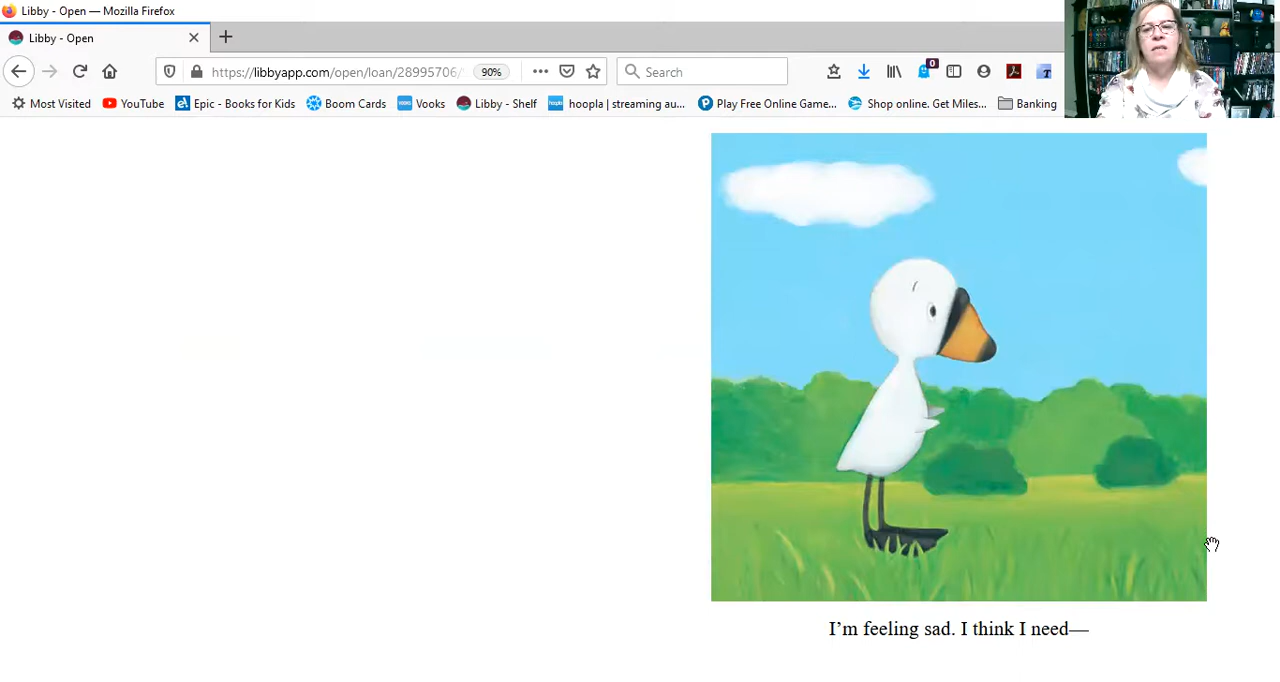 Libby - Open — Mozilla Firefox
Libby - Open
https://libbyapp.com/open/loan/28995706/
90%
Search
0
Most Visited
YouTube
Epic - Books for Kids
Boom Cards
Vooks
Libby - Shelf
hoopla | streaming au...
Play Free Online Game...
Shop online. Get Miles...
Banking
I’m feeling sad. I think I need—